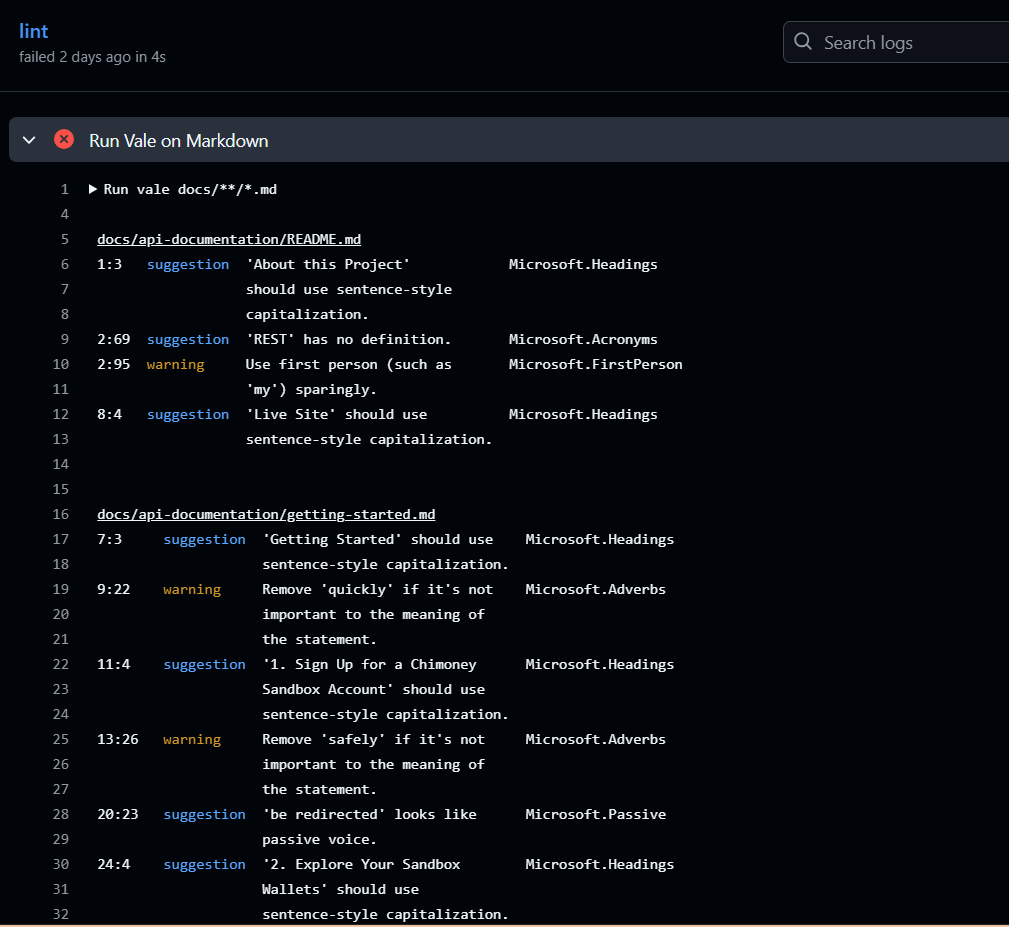 lint
failed 2 days ago in 4s
Search logs
Run Vale on Markdown
1 Run vale docs/**/*.md
4
5 docs/api-documentation/README.md
6 1:3 suggestion 'About this Project' Microsoft.Headings
7 should use sentence-style
8 capitalization.
9 2:69 suggestion 'REST' has no definition. Microsoft.Acronyms
10 2:95 warning Use first person (such as Microsoft.FirstPerson
11 'my') sparingly.
12 8:4 suggestion 'Live Site' should use Microsoft.Headings
13 sentence-style capitalization.
14
15
16 docs/api-documentation/getting-started.md
17 7:3 suggestion 'Getting Started' should use Microsoft.Headings
18 sentence-style capitalization.
19 9:22 warning Remove 'quickly' if it's not Microsoft.Adverbs
20 important to the meaning of
21 the statement.
22 11:4 suggestion '1. Sign Up for a Chimoney Microsoft.Headings
23 Sandbox Account' should use
24 sentence-style capitalization.
25 13:26 warning Remove 'safely' if it's not Microsoft.Adverbs
26 important to the meaning of
27 the statement.
28 20:23 suggestion 'be redirected' looks like Microsoft.Passive
29 passive voice.
30 24:4 suggestion '2. Explore Your Sandbox Microsoft.Headings
31 Wallets' should use
32 sentence-style capitalization.